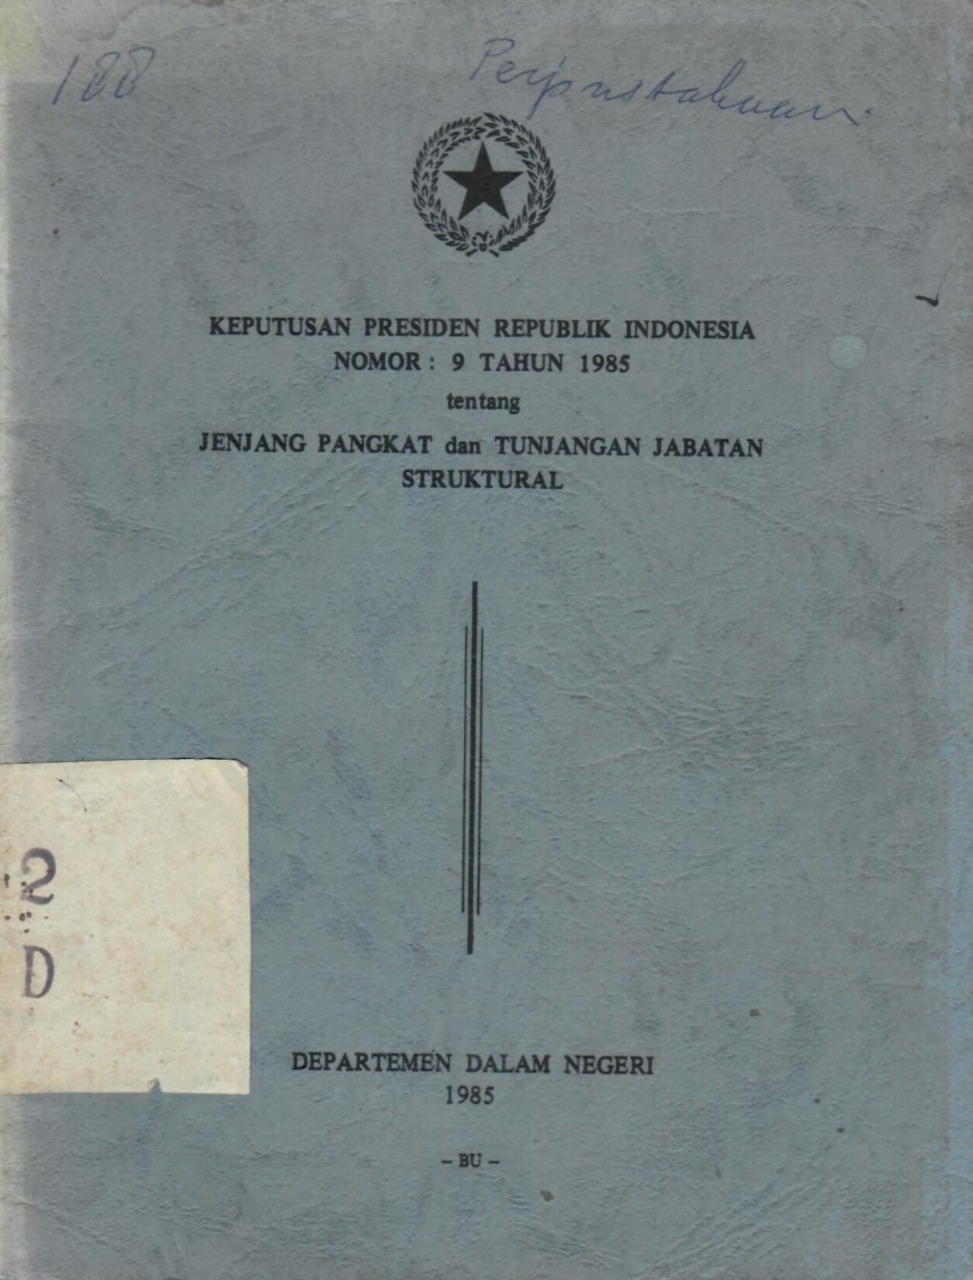 188
Perpustakaan
KEPUTUSAN PRESIDEN REPUBLIK INDONESIA
NOMOR : 9 TAHUN 1985
tentang
JENJANG PANGKAT dan TUNJANGAN JABATAN
STRUKTURAL
2
D
DEPARTEMEN DALAM NEGERI
1985
– BU –